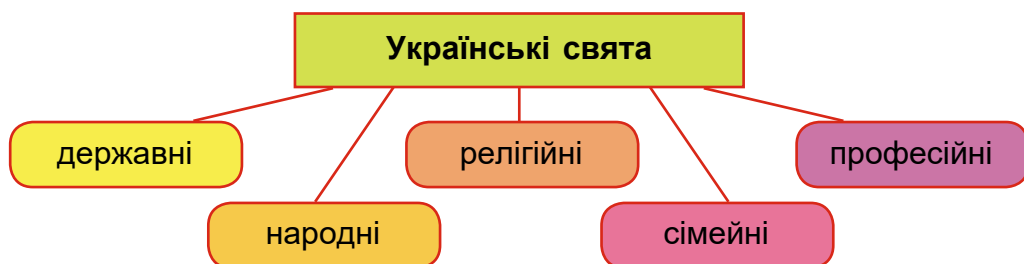 Українські свята
державні
релігійні
професійні
народні
сімейні